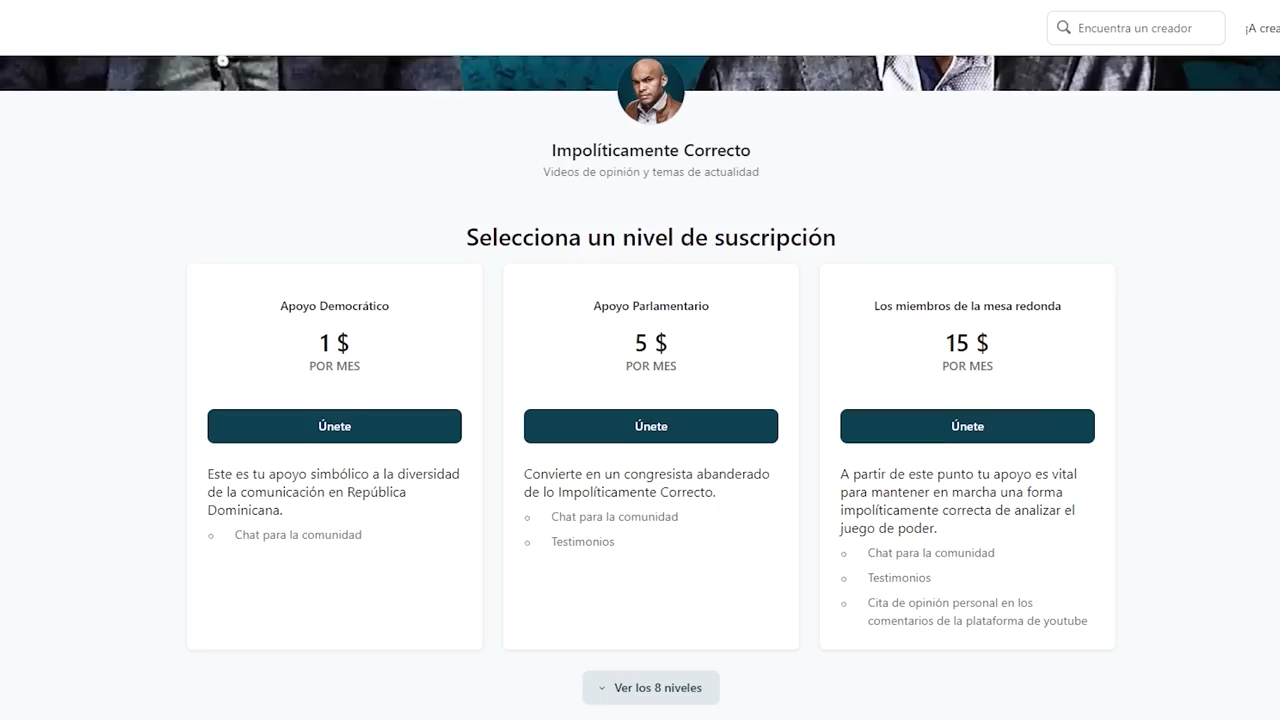 Encuentra un creador
¡A crea
Impolíticamente Correcto
Videos de opinión y temas de actualidad
Selecciona un nivel de suscripción
Apoyo Democrático
1 $
POR MES
Únete
Este es tu apoyo simbólico a la diversidad
de la comunicación en República
Dominicana.
Chat para la comunidad
Apoyo Parlamentario
5 $
POR MES
Únete
Convierte en un congresista abanderado
de lo Impolíticamente Correcto.
Chat para la comunidad
Testimonios
Los miembros de la mesa redonda
15 $
POR MES
Únete
A partir de este punto tu apoyo es vital
para mantener en marcha una forma
impolíticamente correcta de analizar el
juego de poder.
Chat para la comunidad
Testimonios
Cita de opinión personal en los
comentarios de la plataforma de youtube
Ver los 8 niveles